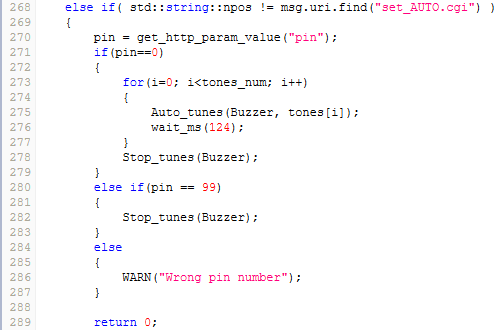 268 else if( std::string::npos != msg.uri.find("set_AUTO.cgi") )
269 {
270 pin = get_http_param_value("pin");
271 if(pin==0)
272 {
273 for(i=0; i<tones_num; i++)
274 {
275 Auto_tunes(Buzzer, tones[i]);
276 wait_ms(124);
277 }
278 Stop_tunes(Buzzer);
279 }
280 else if(pin == 99)
281 {
282 Stop_tunes(Buzzer);
283 }
284 else
285 {
286 WARN("Wrong pin number");
287 }
288
289 return 0;